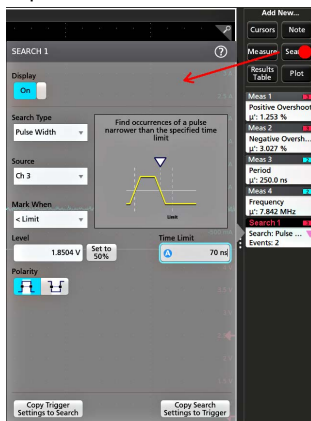 SEARCH 1
Display
On
Search Type
Pulse Width
Source
Ch 3
Mark When
< Limit
Level
1.8504 V
Set to
50%
Find occurrences of a pulse
narrower than the specified time
limit
Limit
Time Limit
70 ns
Polarity
Copy Trigger
Settings to Search
Copy Search
Settings to Trigger
Add
New...
Cursors
Note
Measure
Results
Table
Plot
Meas 1
Positive Overshoot
µ': 1.253 %
Meas 2
Negative Oversh...
µ': 3.027 %
Meas 3
Period
µ': 250.0 ns
Meas 4
Frequency
µ': 7.842 MHz
Search 1
Search: Pulse ...
Events: 2